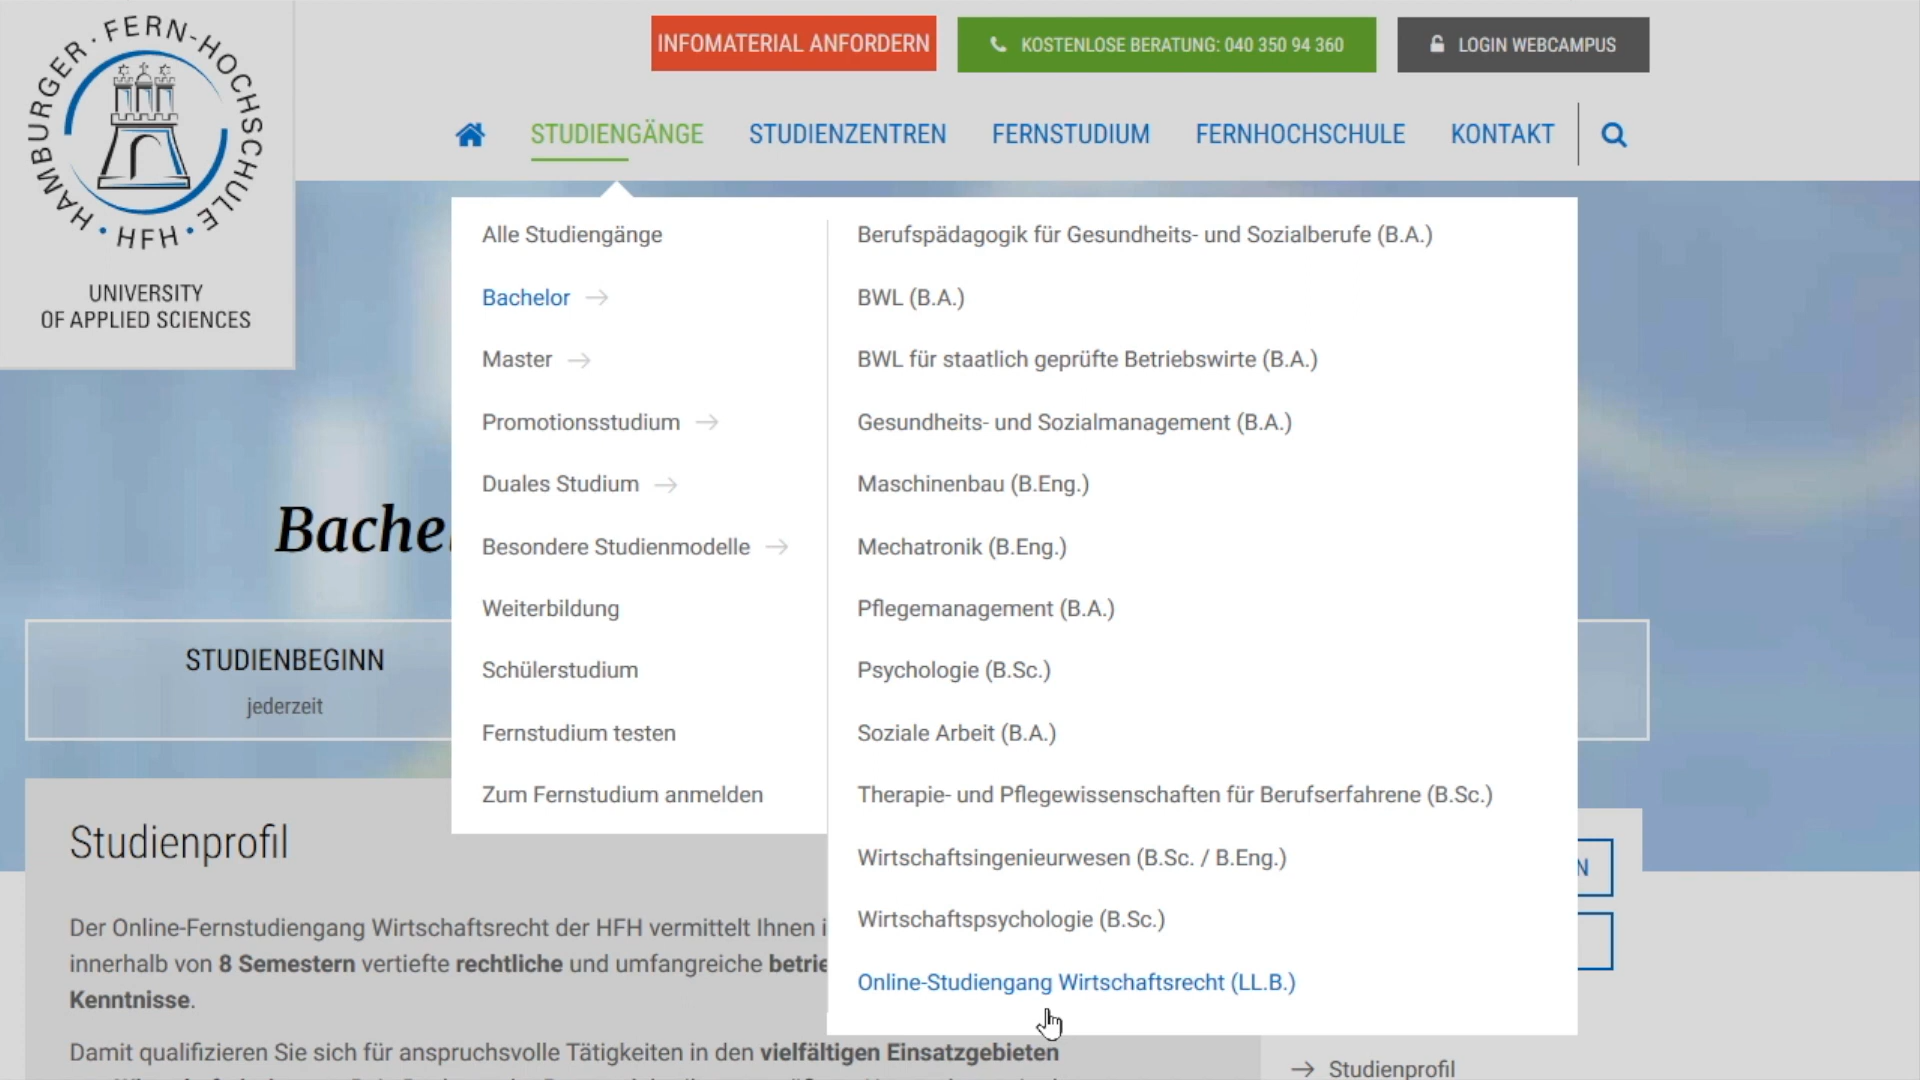 HAMBURGER · FERN-HOCHSCHULE · HFH ·
UNIVERSITY
OF APPLIED SCIENCES
INFOMATERIAL ANFORDERN
KOSTENLOSE BERATUNG: 040 350 94 360
LOGIN WEBCAMPUS
STUDIENGÄNGE
STUDIENZENTREN
FERNSTUDIUM
FERNHOCHSCHULE
KONTAKT
Alle Studiengänge
Bachelor →
Master →
Promotionsstudium →
Duales Studium →
Besondere Studienmodelle →
Weiterbildung
Schülerstudium
Fernstudium testen
Zum Fernstudium anmelden
Berufspädagogik für Gesundheits- und Sozialberufe (B.A.)
BWL (B.A.)
BWL für staatlich geprüfte Betriebswirte (B.A.)
Gesundheits- und Sozialmanagement (B.A.)
Maschinenbau (B.Eng.)
Mechatronik (B.Eng.)
Pflegemanagement (B.A.)
Psychologie (B.Sc.)
Soziale Arbeit (B.A.)
Therapie- und Pflegewissenschaften für Berufserfahrene (B.Sc.)
Wirtschaftsingenieurwesen (B.Sc. / B.Eng.)
Wirtschaftspsychologie (B.Sc.)
Online-Studiengang Wirtschaftsrecht (LL.B.)
Bache
STUDIENBEGINN
jederzeit
Studienprofil
Der Online-Fernstudiengang Wirtschaftsrecht der HFH vermittelt Ihnen i
innerhalb von 8 Semestern vertiefte rechtliche und umfangreiche betrie
Kenntnisse.
Damit qualifizieren Sie sich für anspruchsvolle Tätigkeiten in den vielfältigen Einsatzgebieten
N
→ Studienprofil